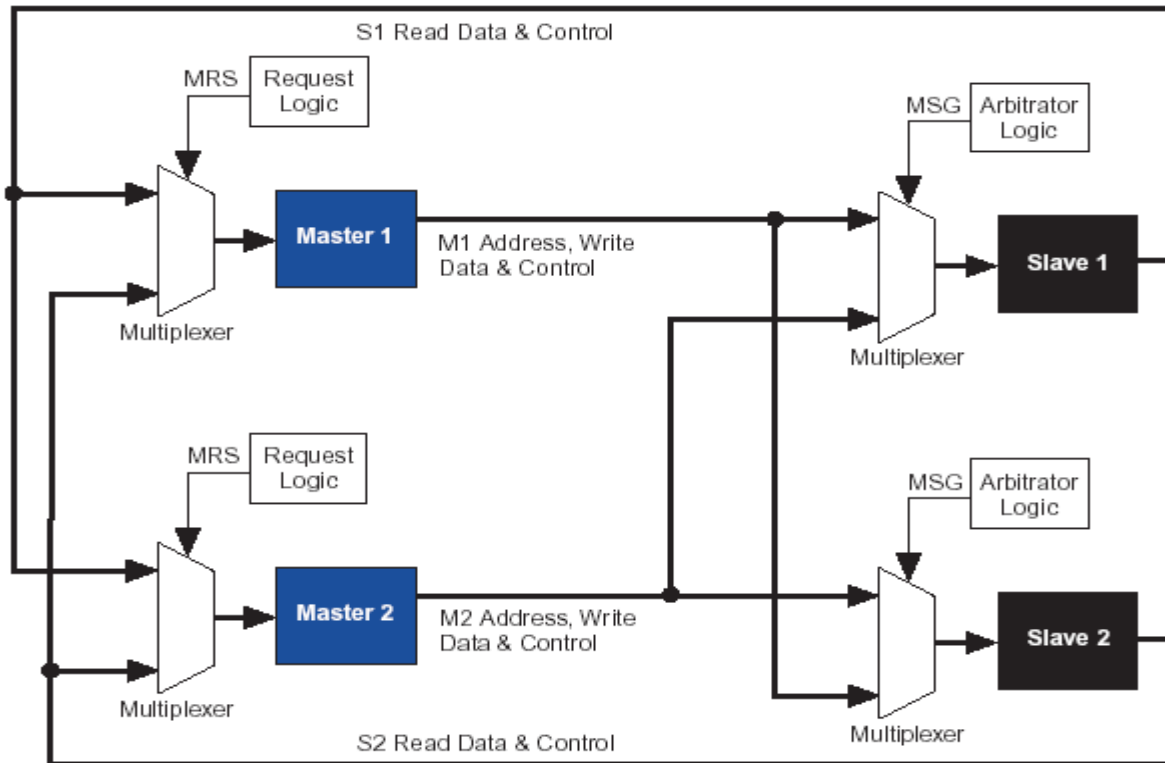 S1 Read Data & Control
MRS
Request
Logic
MSG
Arbitrator
Logic
Master 1
M1 Address, Write
Data & Control
Slave 1
Multiplexer
Multiplexer
MRS
Request
Logic
MSG
Arbitrator
Logic
Master 2
M2 Address, Write
Data & Control
Slave 2
Multiplexer
Multiplexer
S2 Read Data & Control